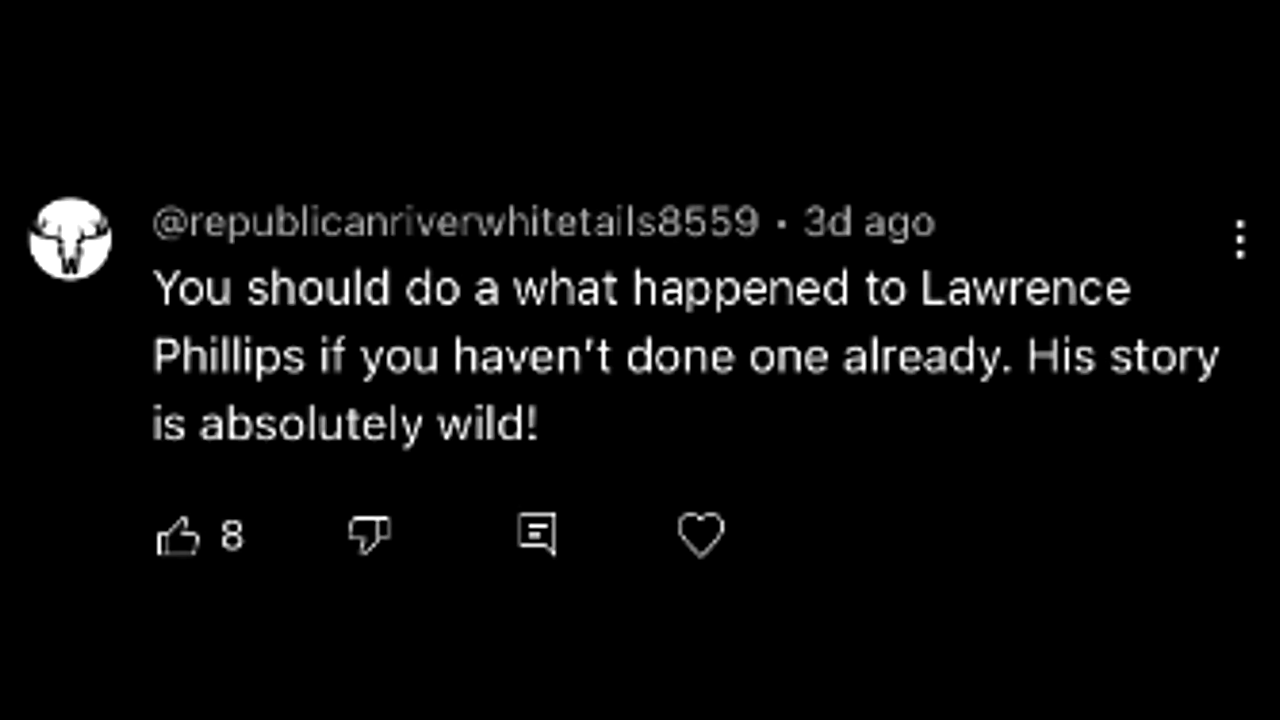 @republicanriverwhitetails8559 · 3d ago
You should do a what happened to Lawrence
Phillips if you haven't done one already. His story
is absolutely wild!
8